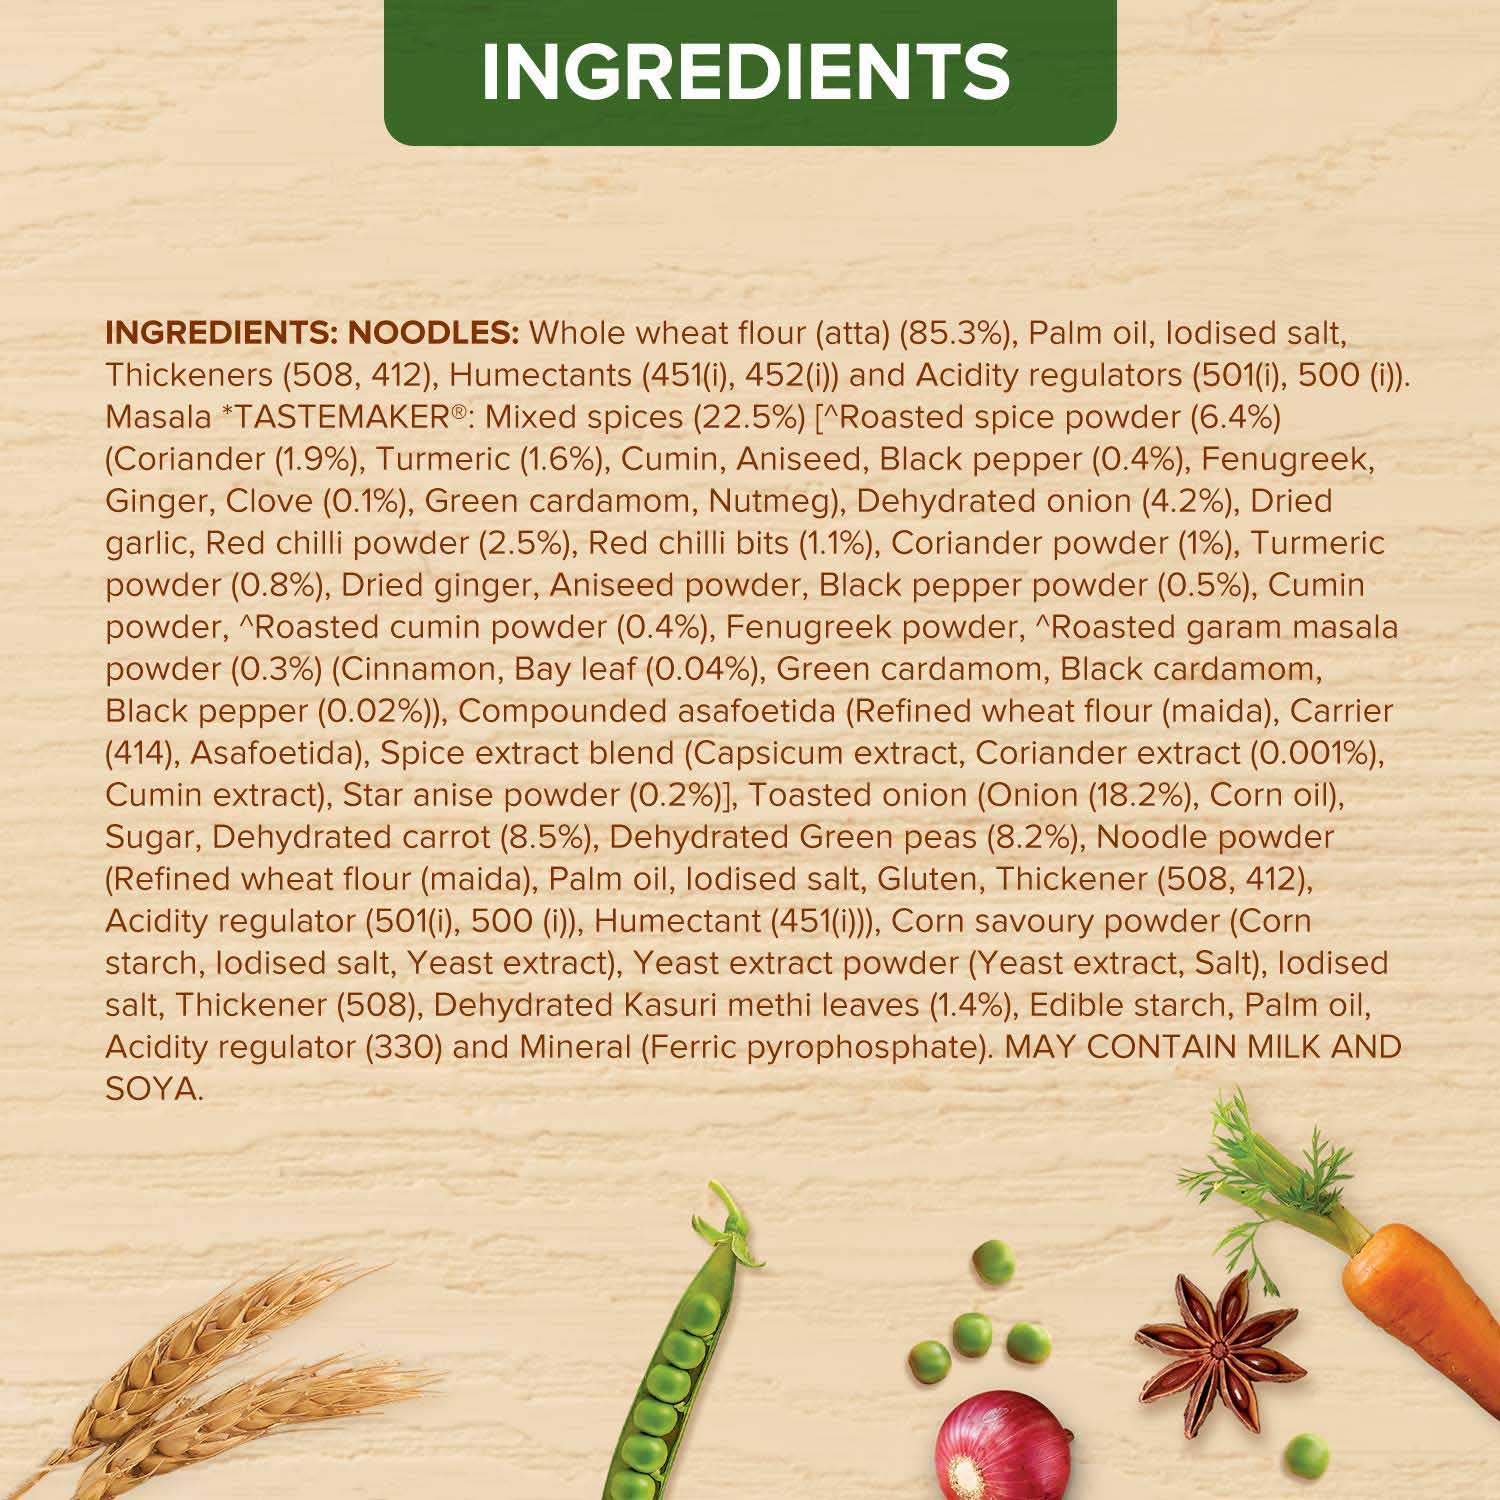 INGREDIENTS
INGREDIENTS: NOODLES: Whole wheat flour (atta) (85.3%), Palm oil, Iodised salt,
Thickeners (508, 412), Humectants (451(i), 452(i)) and Acidity regulators (501(i), 500 (i)).
Masala *TASTEMAKER®: Mixed spices (22.5%) [^Roasted spice powder (6.4%)
(Coriander (1.9%), Turmeric (1.6%), Cumin, Aniseed, Black pepper (0.4%), Fenugreek,
Ginger, Clove (0.1%), Green cardamom, Nutmeg), Dehydrated onion (4.2%), Dried
garlic, Red chilli powder (2.5%), Red chilli bits (1.1%), Coriander powder (1%), Turmeric
powder (0.8%), Dried ginger, Aniseed powder, Black pepper powder (0.5%), Cumin
powder, ^Roasted cumin powder (0.4%), Fenugreek powder, ^Roasted garam masala
powder (0.3%) (Cinnamon, Bay leaf (0.04%), Green cardamom, Black cardamom,
Black pepper (0.02%)), Compounded asafoetida (Refined wheat flour (maida), Carrier
(414), Asafoetida), Spice extract blend (Capsicum extract, Coriander extract (0.001%),
Cumin extract), Star anise powder (0.2%)], Toasted onion (Onion (18.2%), Corn oil),
Sugar, Dehydrated carrot (8.5%), Dehydrated Green peas (8.2%), Noodle powder
(Refined wheat flour (maida), Palm oil, Iodised salt, Gluten, Thickener (508, 412),
Acidity regulator (501(i), 500 (i)), Humectant (451(i))), Corn savoury powder (Corn
starch, Iodised salt, Yeast extract), Yeast extract powder (Yeast extract, Salt), Iodised
salt, Thickener (508), Dehydrated Kasuri methi leaves (1.4%), Edible starch, Palm oil,
Acidity regulator (330) and Mineral (Ferric pyrophosphate). MAY CONTAIN MILK AND
SOYA.